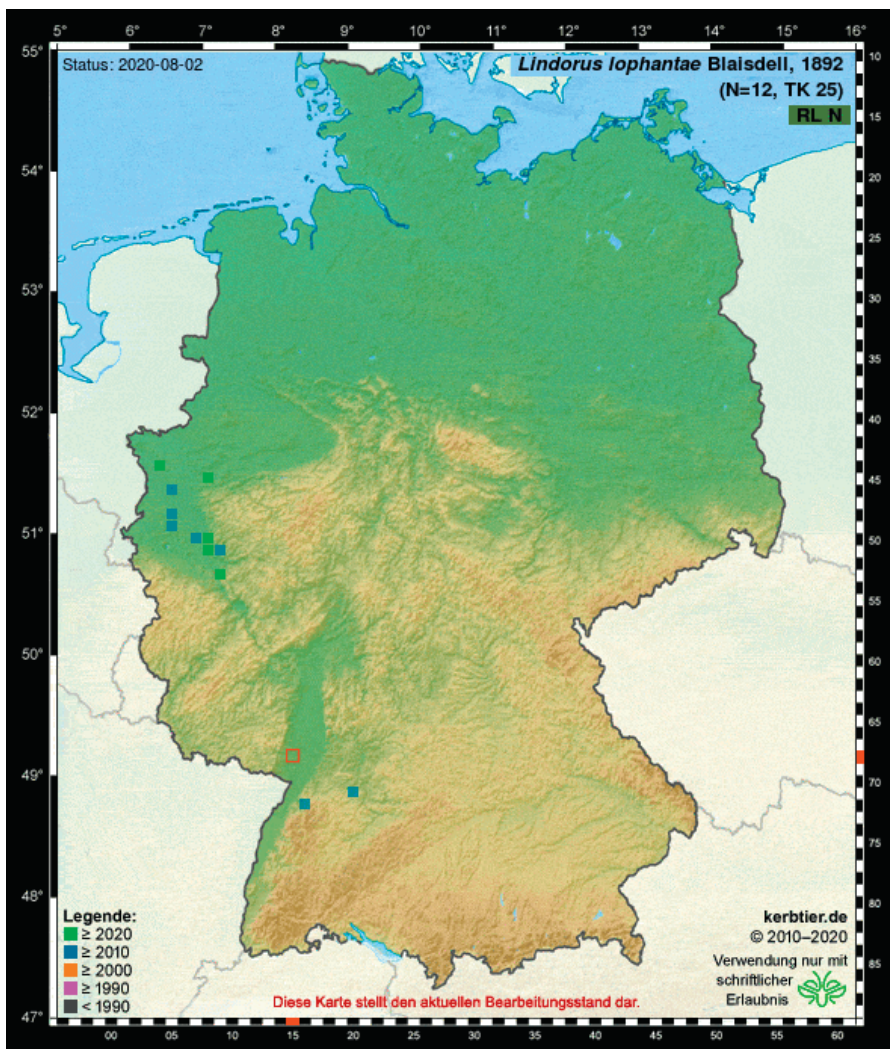 5° 6° 7° 8° 9° 10° 11° 12° 13° 14° 15° 16°
55°
10
Status: 2020-08-02
Lindorus lophantae Blaisdell, 1892
(N=12, TK 25)
RL N
15
54°
20
25
53°
30
35
52°
40
45
51°
50
55
50°
60
65
49°
70
75
48°
80
85
47°
Legende:
≥ 2020
≥ 2010
≥ 2000
≥ 1990
< 1990
Diese Karte stellt den aktuellen Bearbeitungsstand dar.
kerbtier.de
© 2010–2020
Verwendung nur mit
schriftlicher
Erlaubnis
00 05 10 15 20 25 30 35 40 45 50 55 60